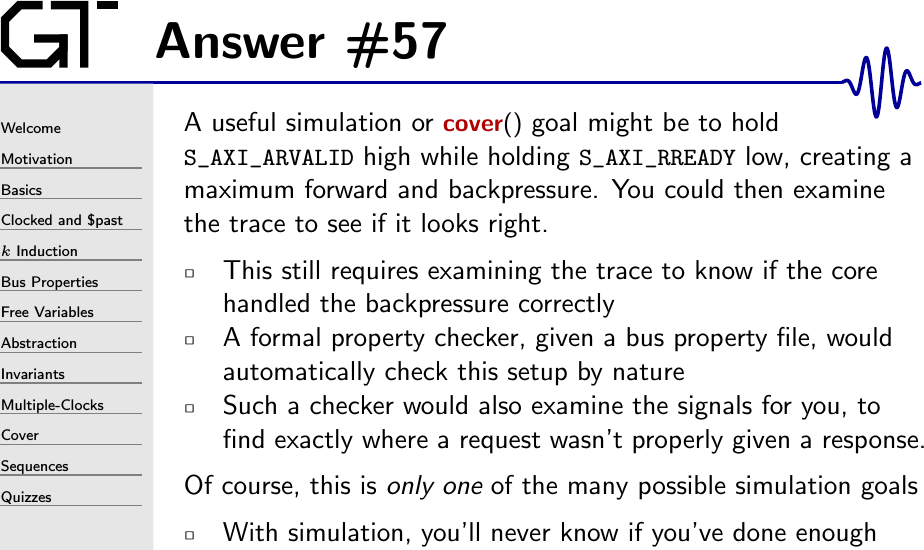 GT
Answer #57
Welcome
Motivation
Basics
Clocked and $past
k Induction
Bus Properties
Free Variables
Abstraction
Invariants
Multiple-Clocks
Cover
Sequences
Quizzes
A useful simulation or cover() goal might be to hold
S_AXI_ARVALID high while holding S_AXI_RREADY low, creating a
maximum forward and backpressure. You could then examine
the trace to see if it looks right.
▫ This still requires examining the trace to know if the core
handled the backpressure correctly
▫ A formal property checker, given a bus property file, would
automatically check this setup by nature
▫ Such a checker would also examine the signals for you, to
find exactly where a request wasn't properly given a response.
Of course, this is only one of the many possible simulation goals
▫ With simulation, you'll never know if you've done enough